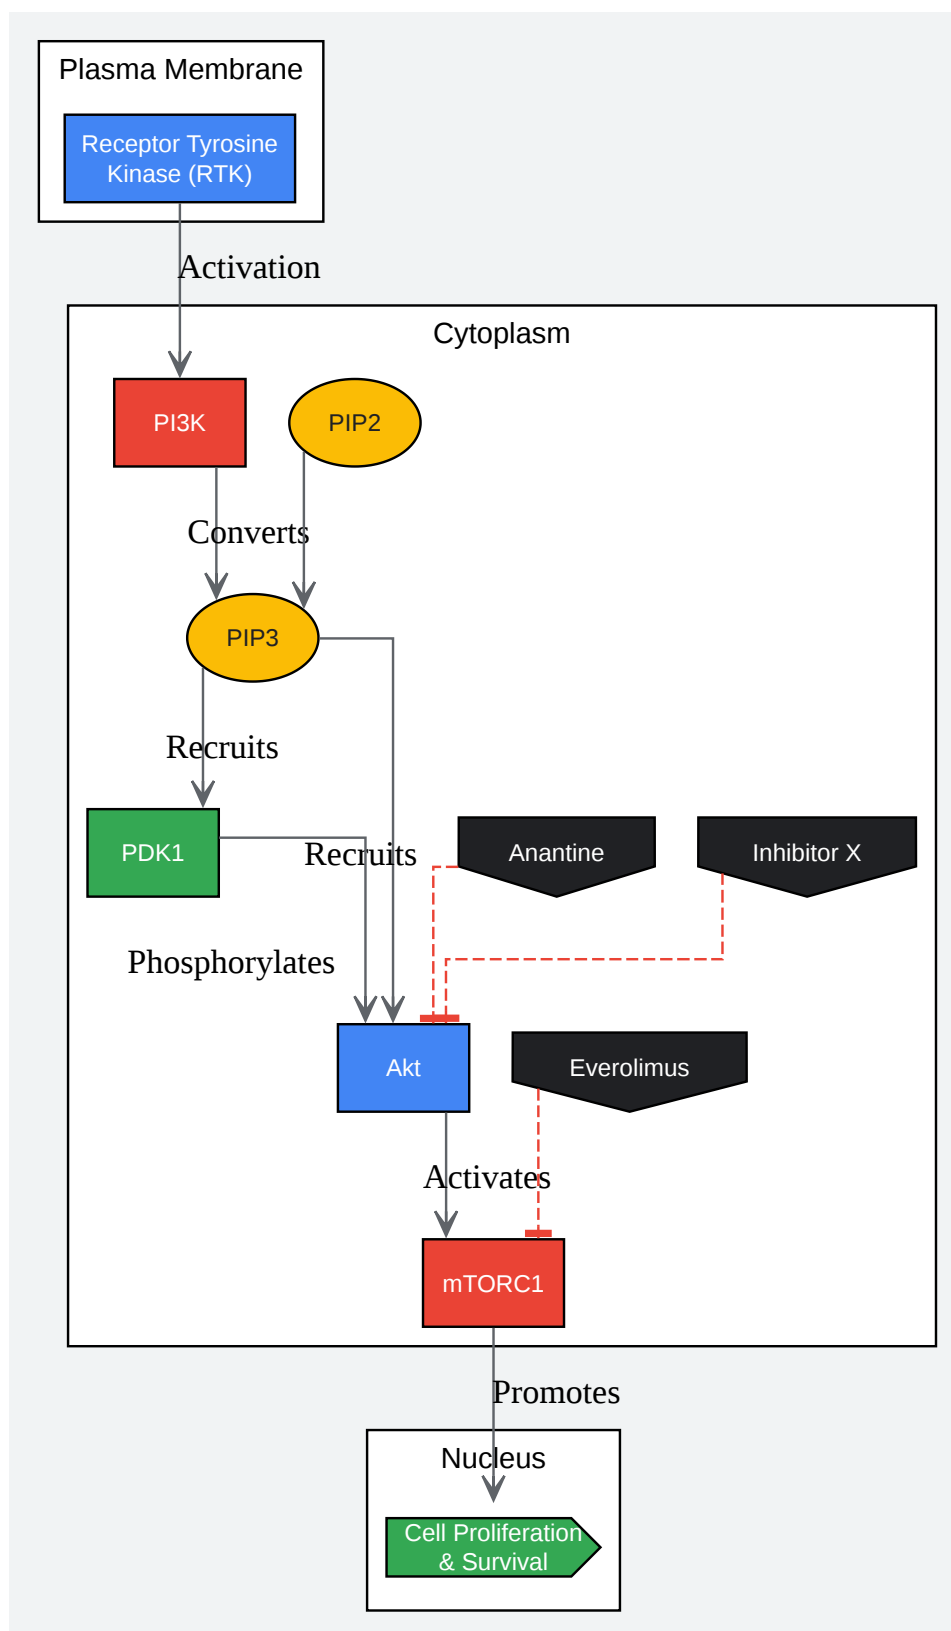 Plasma Membrane
Receptor Tyrosine
Kinase (RTK)
Activation
Cytoplasm
PI3K
PIP2
Converts
PIP3
Recruits
PDK1
Recruits
Anantine
Inhibitor X
Phosphorylates
Akt
Everolimus
Activates
mTORC1
Promotes
Nucleus
Cell Proliferation
& Survival